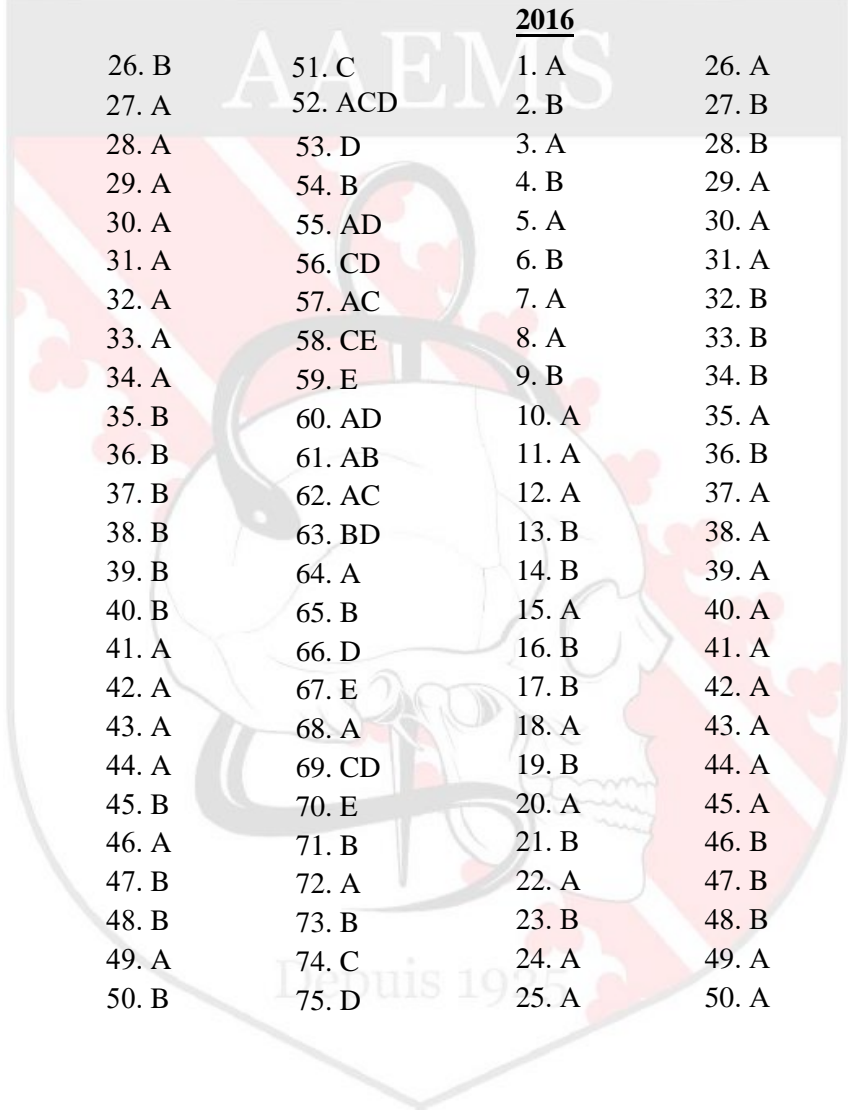 AAEMS
26. B
27. A
28. A
29. A
30. A
31. A
32. A
33. A
34. A
35. B
36. B
37. B
38. B
39. B
40. B
41. A
42. A
43. A
44. A
45. B
46. A
47. B
48. B
49. A
50. B
51. C
52. ACD
53. D
54. B
55. AD
56. CD
57. AC
58. CE
59. E
60. AD
61. AB
62. AC
63. BD
64. A
65. B
66. D
67. E
68. A
69. CD
70. E
71. B
72. A
73. B
74. C
75. D
2016
1. A
2. B
3. A
4. B
5. A
6. B
7. A
8. A
9. B
10. A
11. A
12. A
13. B
14. B
15. A
16. B
17. B
18. A
19. B
20. A
21. B
22. A
23. B
24. A
25. A
26. A
27. B
28. B
29. A
30. A
31. A
32. B
33. B
34. B
35. A
36. B
37. A
38. A
39. A
40. A
41. A
42. A
43. A
44. A
45. A
46. B
47. B
48. B
49. A
50. A
Depuis